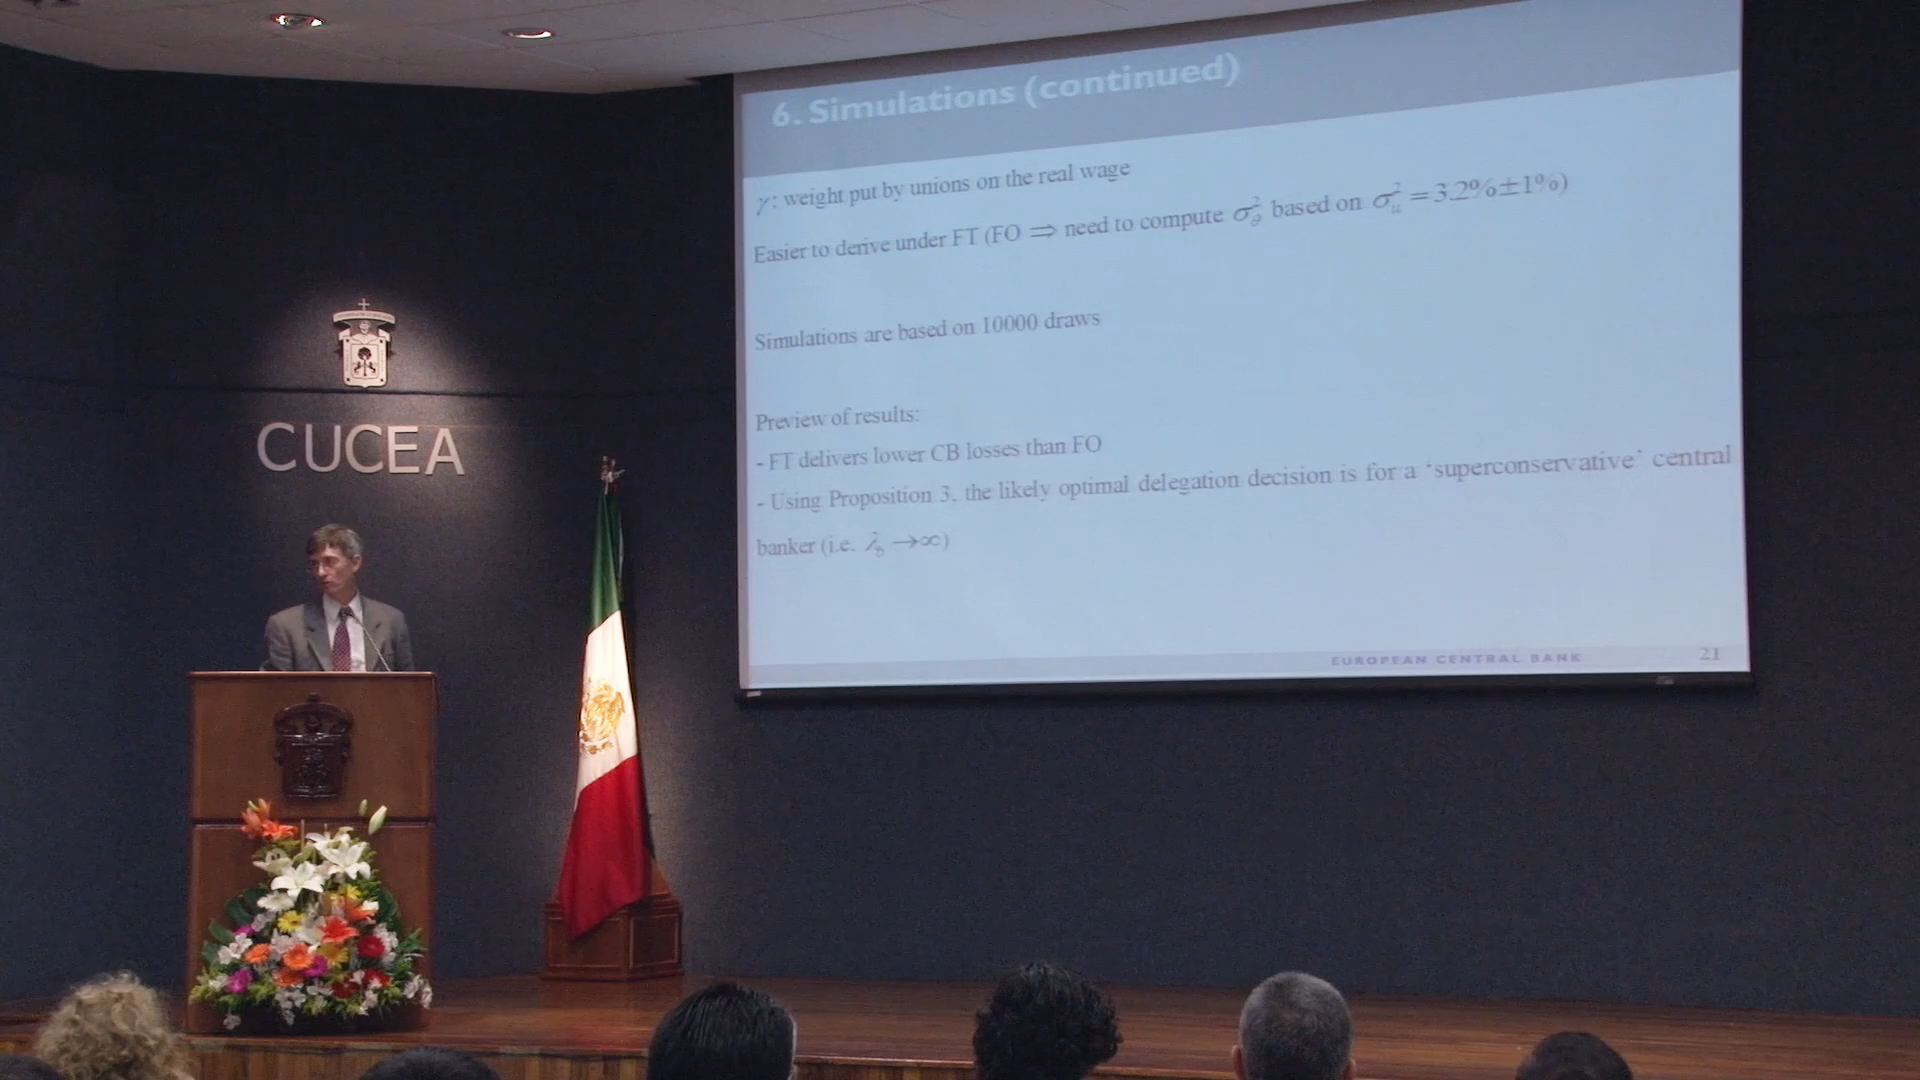 6. Simulations (continued)
γ: weight put by unions on the real wage
Easier to derive under FT (FO ⇒ need to compute σ²_θ based on σ²_u = 3.2%±1%)
Simulations are based on 10000 draws
Preview of results:
- FT delivers lower CB losses than FO
- Using Proposition 3, the likely optimal delegation decision is for a ‘superconservative’ central
banker (i.e. λ_b →∞)
EUROPEAN CENTRAL BANK 21
CUCEA